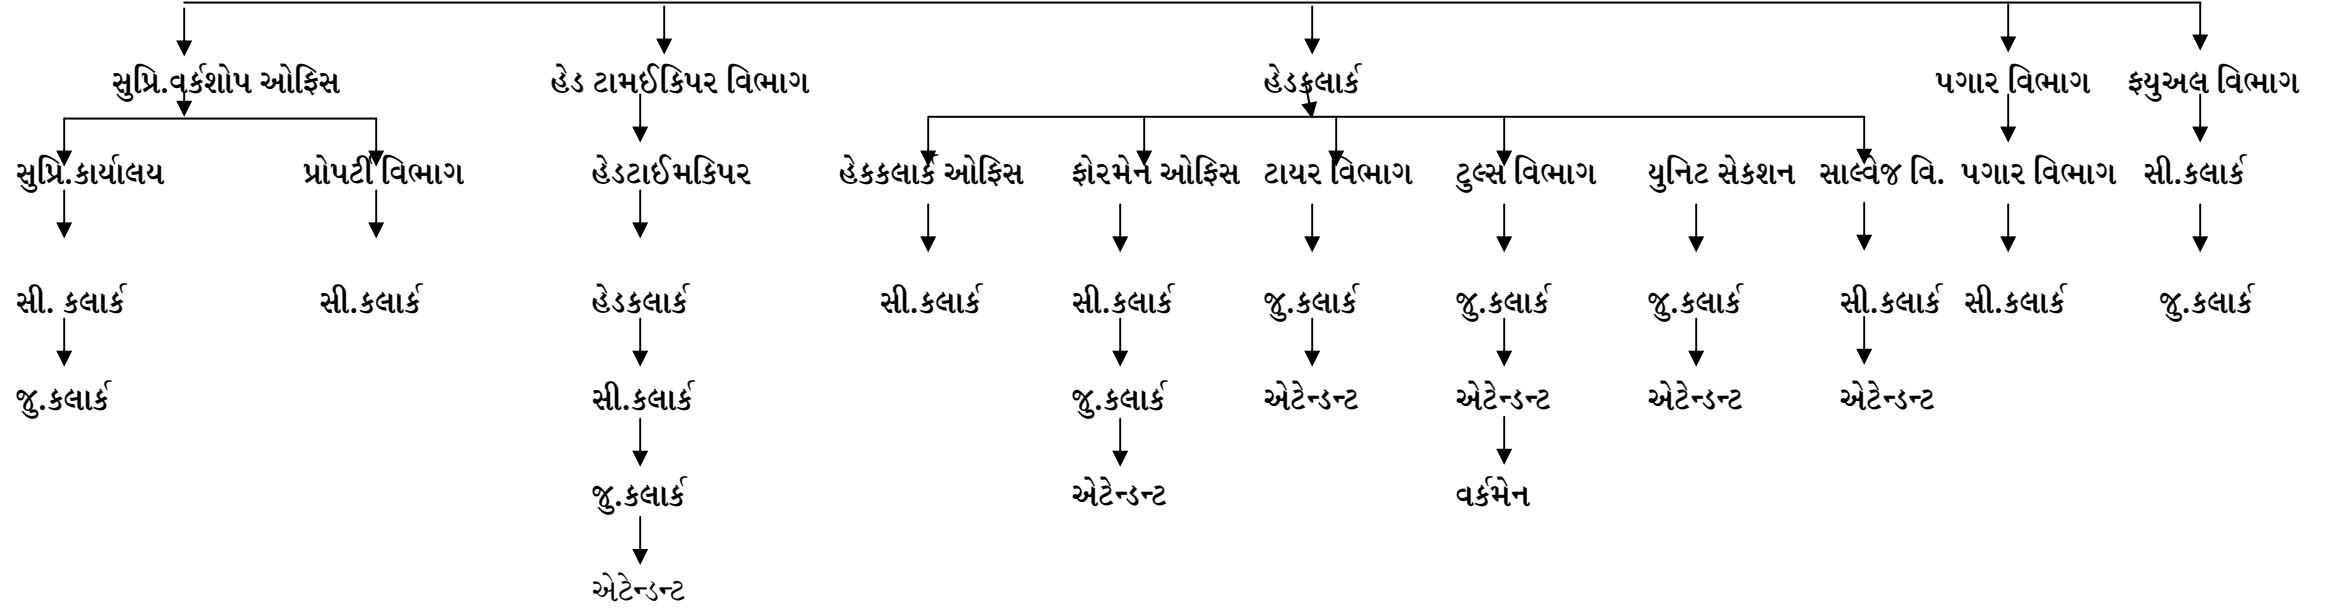 સુપ્રિ.વર્કશોપ ઓફિસ હેડ ટામઈકિપર વિભાગ હેડકલાર્ક પગાર વિભાગ ફયુઅલ વિભાગ
સુપ્રિ.કાર્યાલય પ્રોપર્ટી વિભાગ હેડટાઈમકિપર હેકકલાર્ક ઓફિસ ફોરમેન ઓફિસ ટાયર વિભાગ ટુલ્સ વિભાગ યુનિટ સેકશન સાલ્વેજ વિ. પગાર વિભાગ સી.કલાર્ક
સી. કલાર્ક સી.કલાર્ક હેડકલાર્ક સી.કલાર્ક સી.કલાર્ક જુ.કલાર્ક જુ.કલાર્ક જુ.કલાર્ક સી.કલાર્ક સી.કલાર્ક જુ.કલાર્ક
જુ.કલાર્ક સી.કલાર્ક જુ.કલાર્ક એટેન્ડન્ટ એટેન્ડન્ટ એટેન્ડન્ટ એટેન્ડન્ટ
જુ.કલાર્ક એટેન્ડન્ટ વર્કમેન
એટેન્ડન્ટ